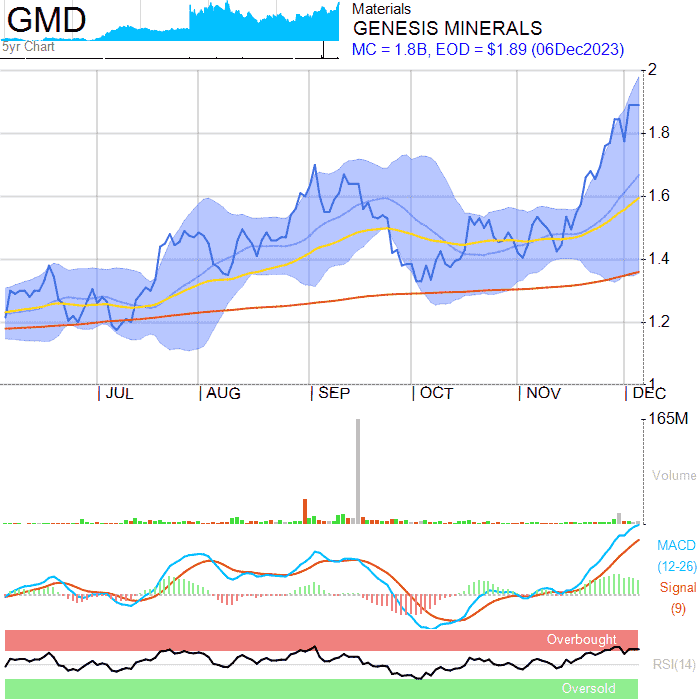 GMD
5yr Chart
Materials
GENESIS MINERALS
MC = 1.8B, EOD = $1.89 (06Dec2023)
2
1.8
1.6
1.4
1.2
1
JUL AUG SEP OCT NOV DEC
165M
Volume
MACD
(12-26)
Signal
(9)
Overbought
RSI(14)
Oversold